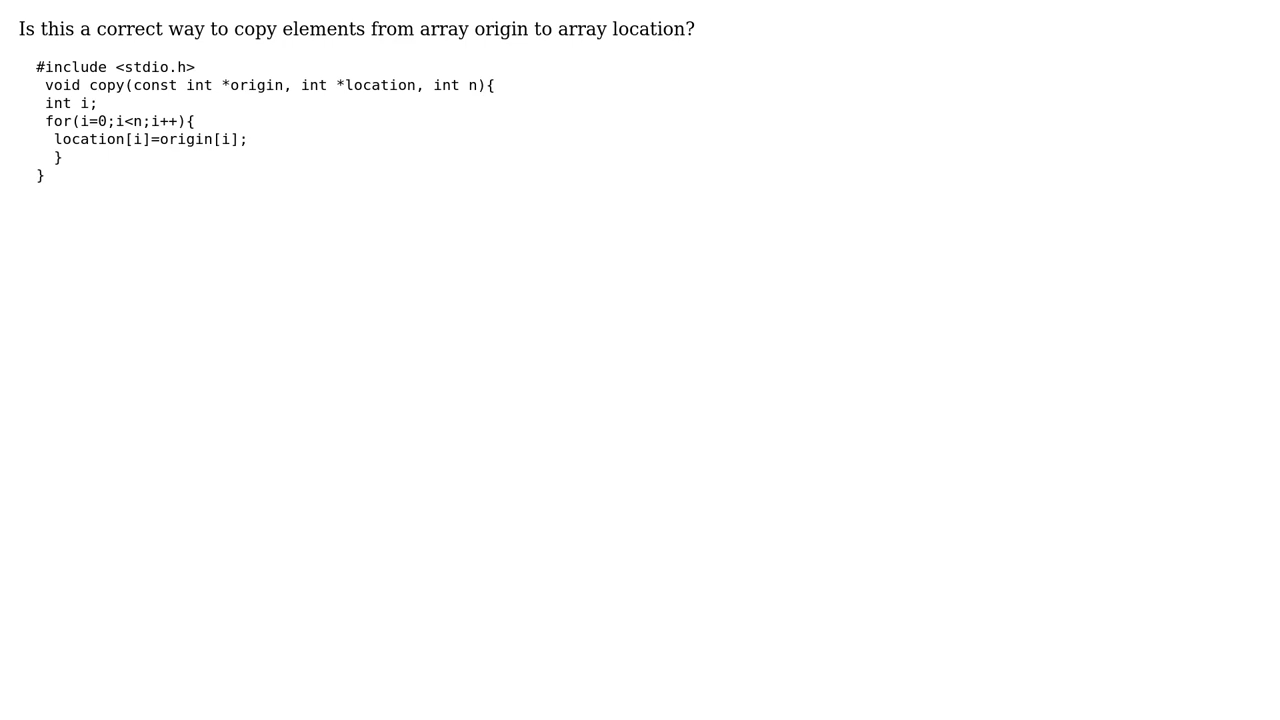 Is this a correct way to copy elements from array origin to array location?
#include <stdio.h>
void copy(const int *origin, int *location, int n){
int i;
for(i=0;i<n;i++){
location[i]=origin[i];
}
}